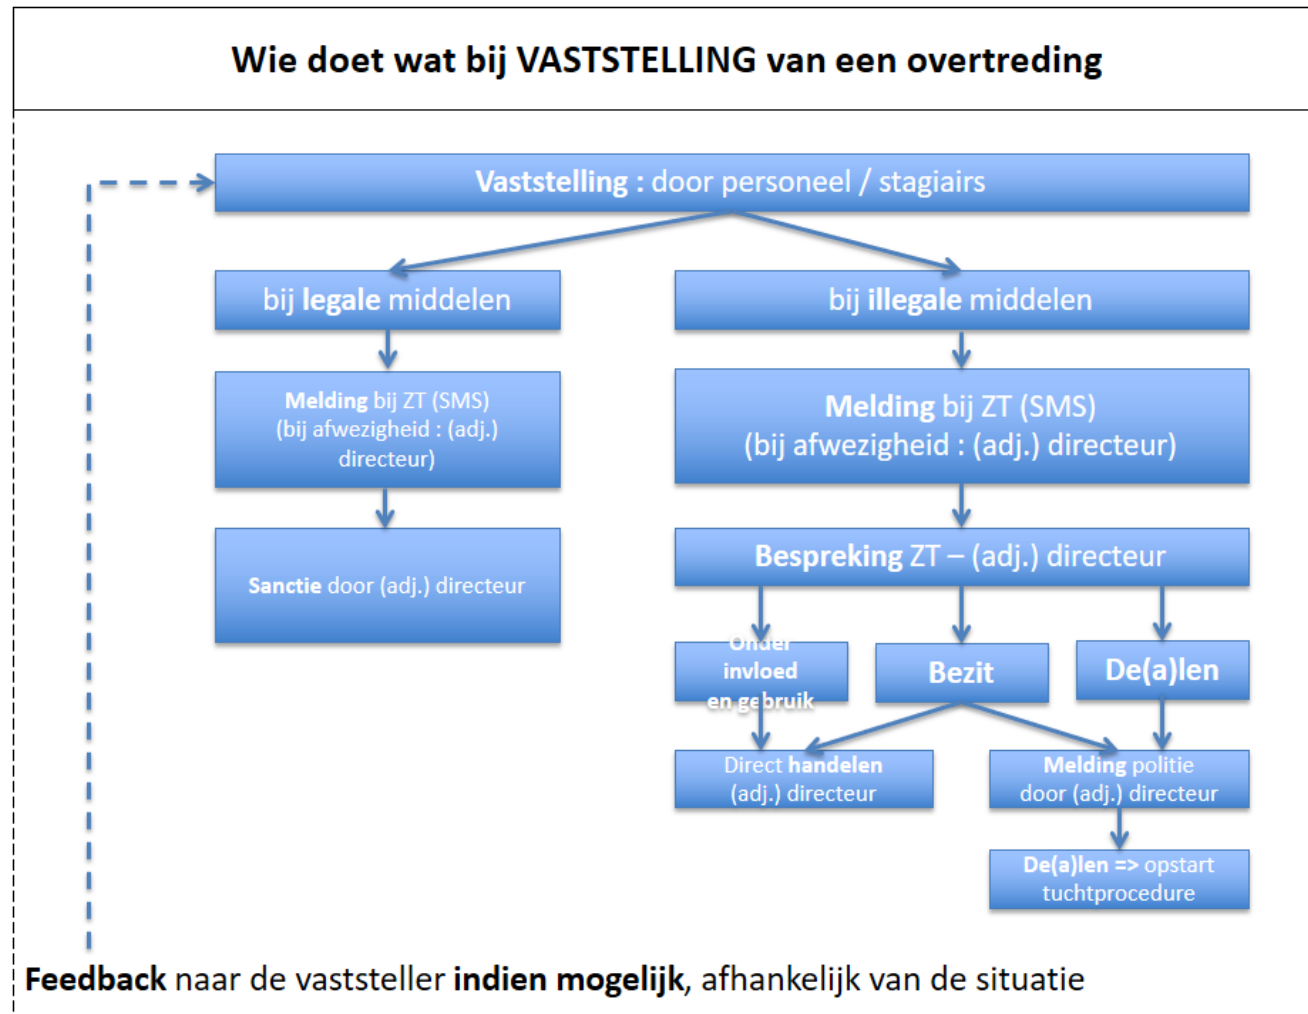 Wie doet wat bij VASTSTELLING van een overtreding
Vaststelling : door personeel / stagiairs
bij legale middelen
bij illegale middelen
Melding bij ZT (SMS)
(bij afwezigheid : (adj.)
directeur)
Melding bij ZT (SMS)
(bij afwezigheid : (adj.) directeur)
Sanctie door (adj.) directeur
Bespreking ZT – (adj.) directeur
Onder
invloed
en gebruik
Bezit
De(a)len
Direct handelen
(adj.) directeur
Melding politie
door (adj.) directeur
De(a)len => opstart
tuchtprocedure
Feedback naar de vaststeller indien mogelijk, afhankelijk van de situatie